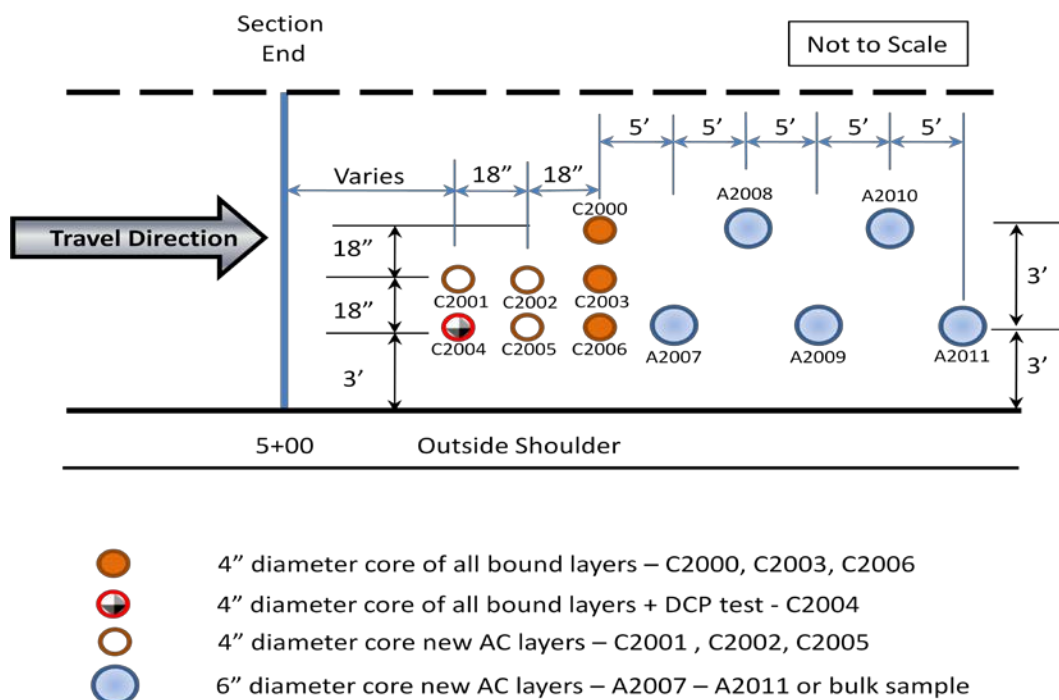 Section
End
Not to Scale
5’ 5’ 5’ 5’ 5’
Varies 18” 18”
C2000 A2008 A2010
Travel Direction
18”
C2001 C2002 C2003
18” 3’
C2004 C2005 C2006 A2007 A2009 A2011
3’ 3’
5+00 Outside Shoulder
4” diameter core of all bound layers – C2000, C2003, C2006
4” diameter core of all bound layers + DCP test - C2004
4” diameter core new AC layers – C2001 , C2002, C2005
6” diameter core new AC layers – A2007 – A2011 or bulk sample